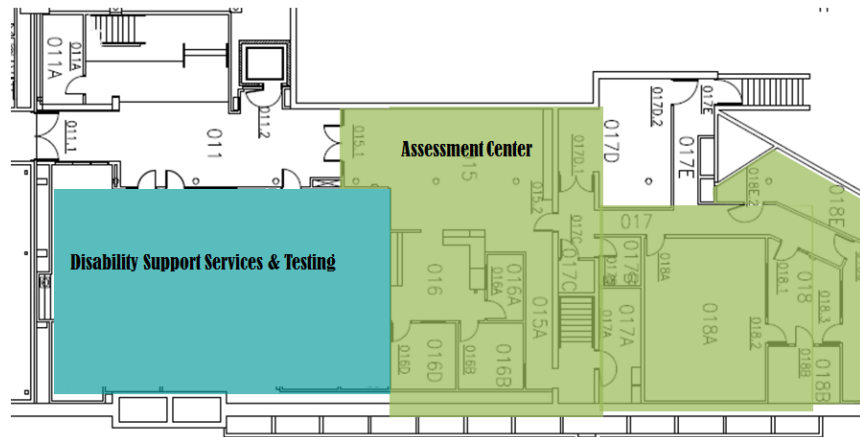 011A
011A
011.1
011
011.2
015.1
Assessment Center
015
015.2
017D.1
017D
017D.2
017E
017E
018E.2
018E
Disability Support Services & Testing
016
016A
016A
017C
017C
017
018A
018.1
018
018.3
015A
017A
017A
018A
018.2
016D
016D
016B
016B
018B
018B